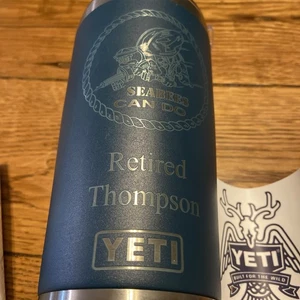 SEABEES
CAN DO
Retired
Thompson
YETI
YETI
BUILT FOR THE WILD